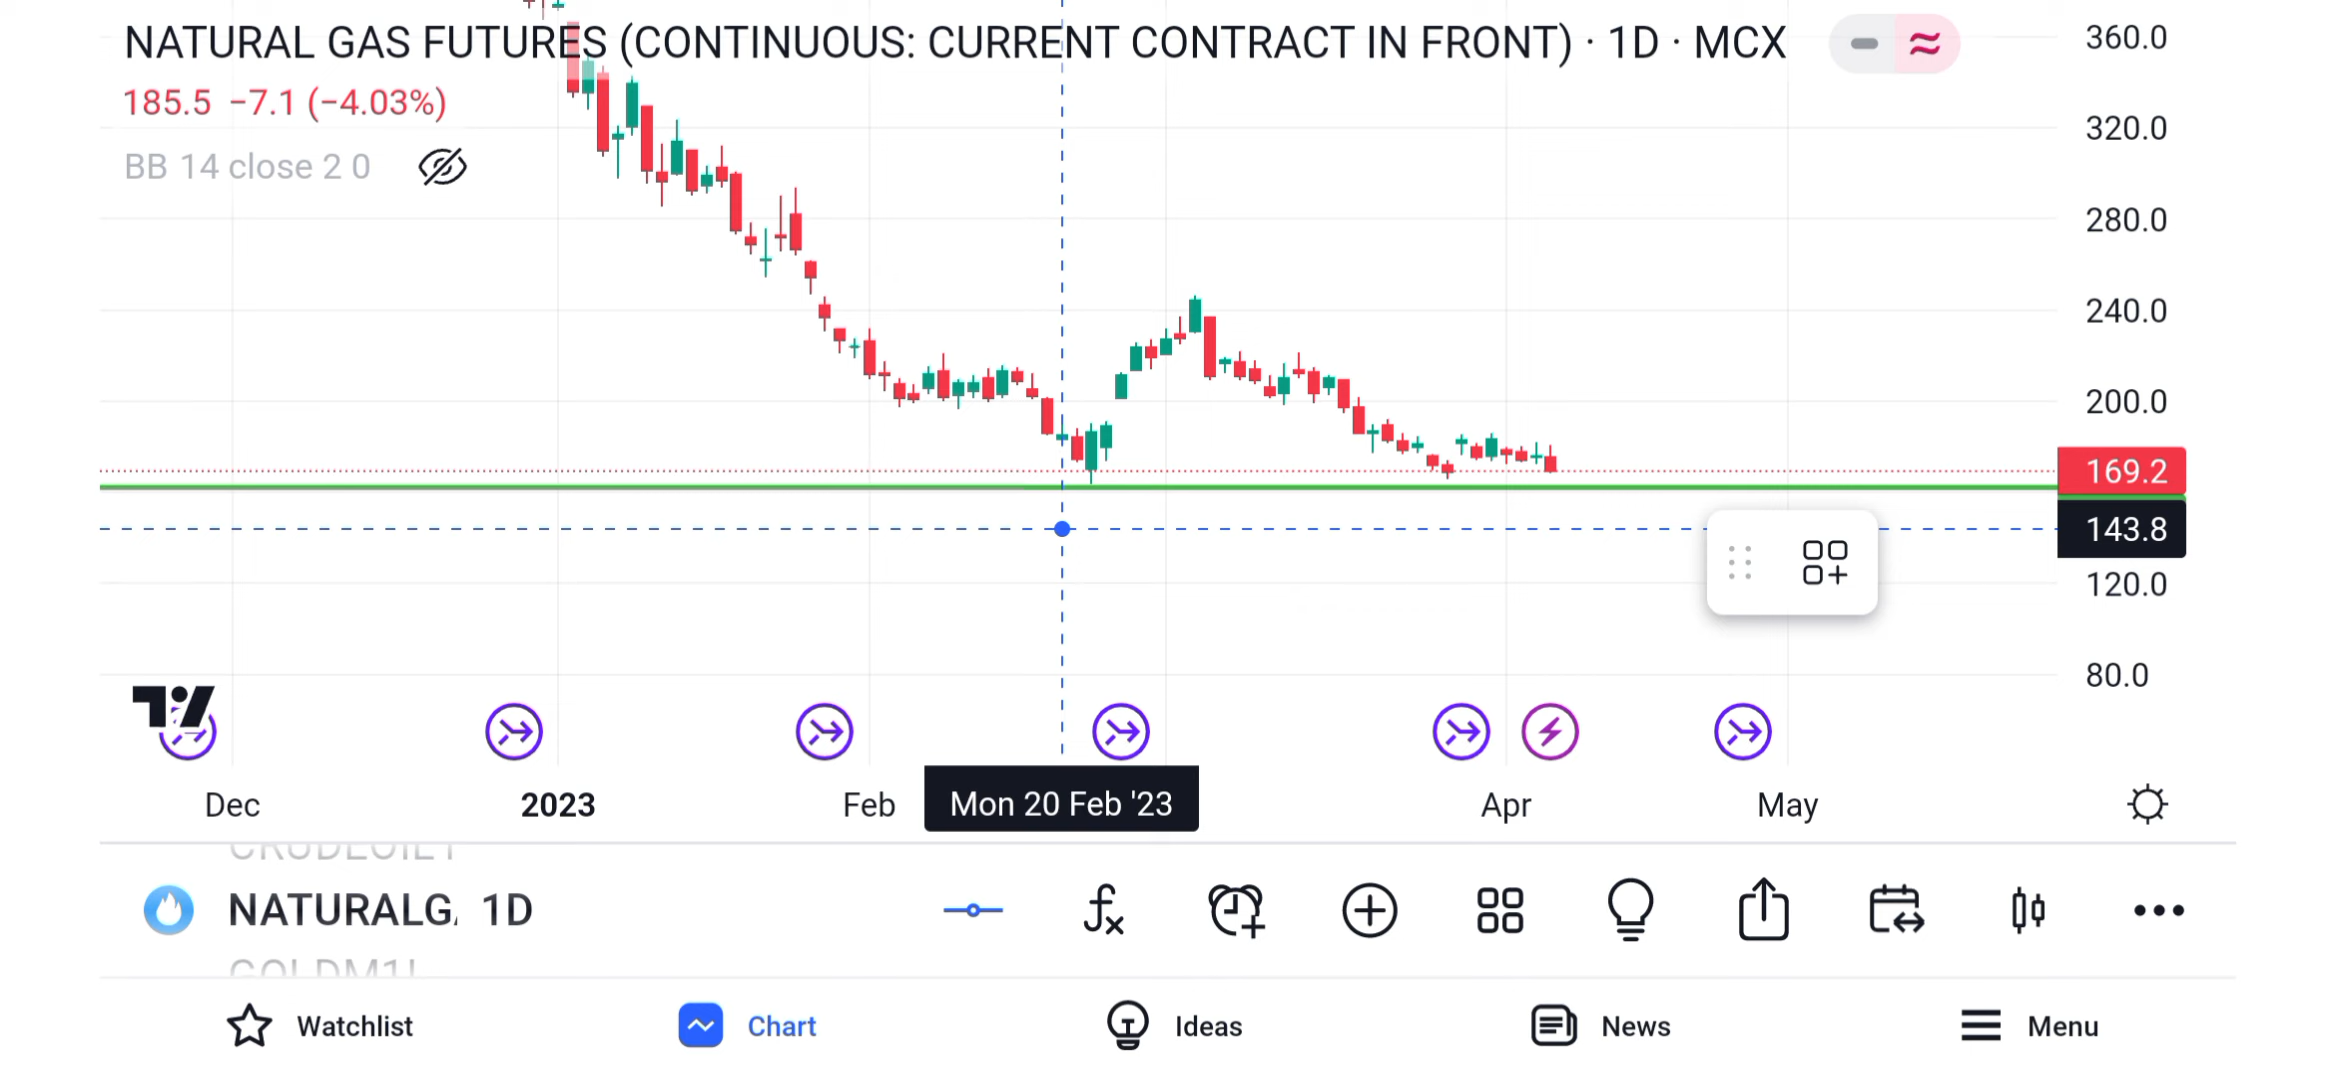 NATURAL GAS FUTURES (CONTINUOUS: CURRENT CONTRACT IN FRONT) · 1D · MCX
185.5 −7.1 (−4.03%)
BB 14 close 2 0
360.0
320.0
280.0
240.0
200.0
169.2
143.8
120.0
80.0
Dec 2023 Feb Mon 20 Feb '23 Apr May
CRUDEOIL1
NATURALG 1D
GOLDM1!
Watchlist Chart Ideas News Menu